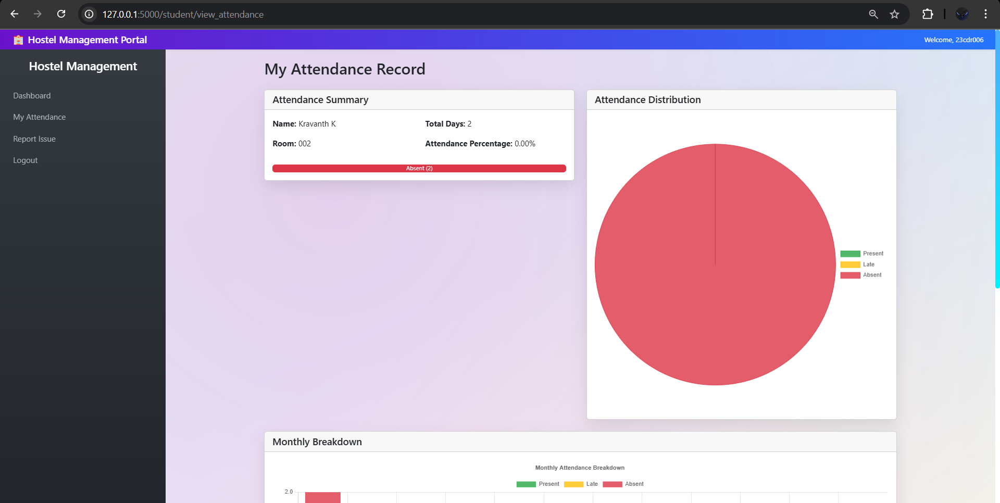 127.0.0.1:5000/student/view_attendance
Hostel Management Portal
Welcome, 23cdr006
Hostel Management
Dashboard
My Attendance
Report Issue
Logout
My Attendance Record
Attendance Summary
Name: Kravanth K
Total Days: 2
Room: 002
Attendance Percentage: 0.00%
Absent (2)
Attendance Distribution
Present
Late
Absent
Monthly Breakdown
Monthly Attendance Breakdown
Present Late Absent
2.0